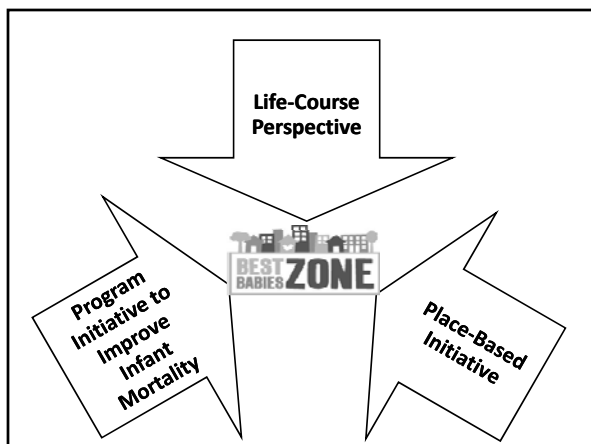 Life-Course
Perspective
BEST
BABIES
ZONE
Program
Initiative to
Improve
Infant
Mortality
Place-Based
Initiative